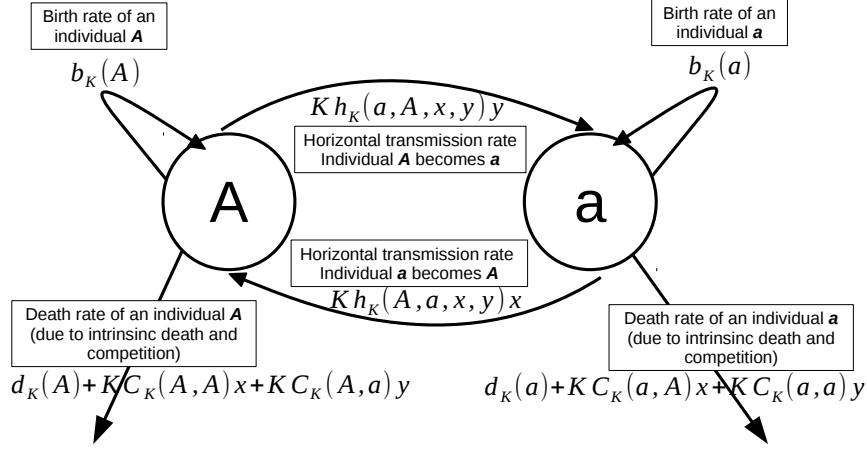 Birth rate of an
individual A
b_K(A)
Birth rate of an
individual a
b_K(a)
K h_K(a, A, x, y) y
Horizontal transmission rate
Individual A becomes a
A
a
Horizontal transmission rate
Individual a becomes A
K h_K(A, a, x, y) x
Death rate of an individual A
(due to intrinsinc death and
competition)
d_K(A)+K C_K(A, A) x+K C_K(A, a) y
Death rate of an individual a
(due to intrinsinc death and
competition)
d_K(a)+K C_K(a, A) x+K C_K(a, a) y